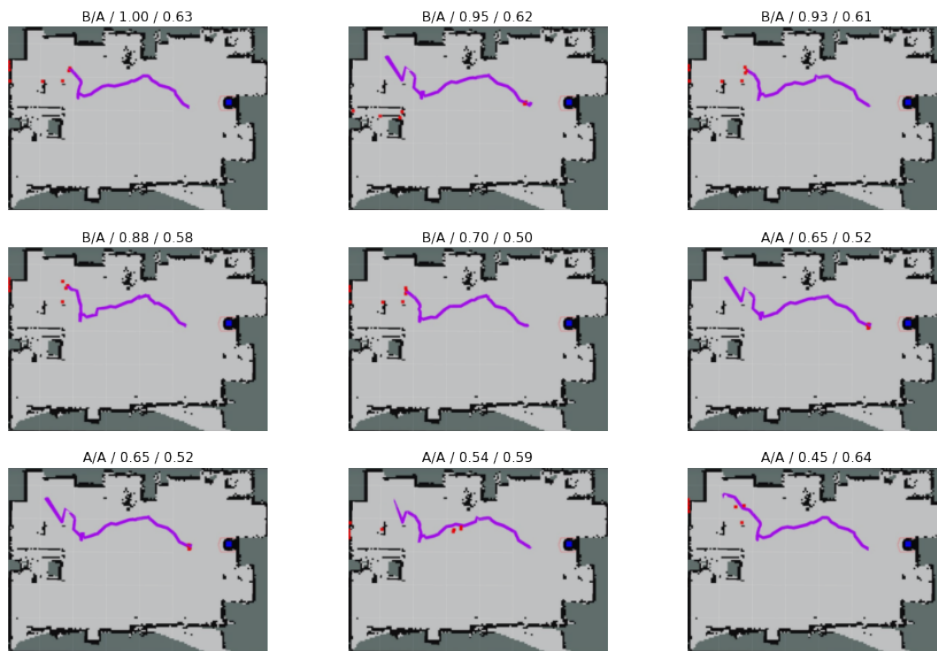 B/A / 1.00 / 0.63
B/A / 0.95 / 0.62
B/A / 0.93 / 0.61
B/A / 0.88 / 0.58
B/A / 0.70 / 0.50
A/A / 0.65 / 0.52
A/A / 0.65 / 0.52
A/A / 0.54 / 0.59
A/A / 0.45 / 0.64